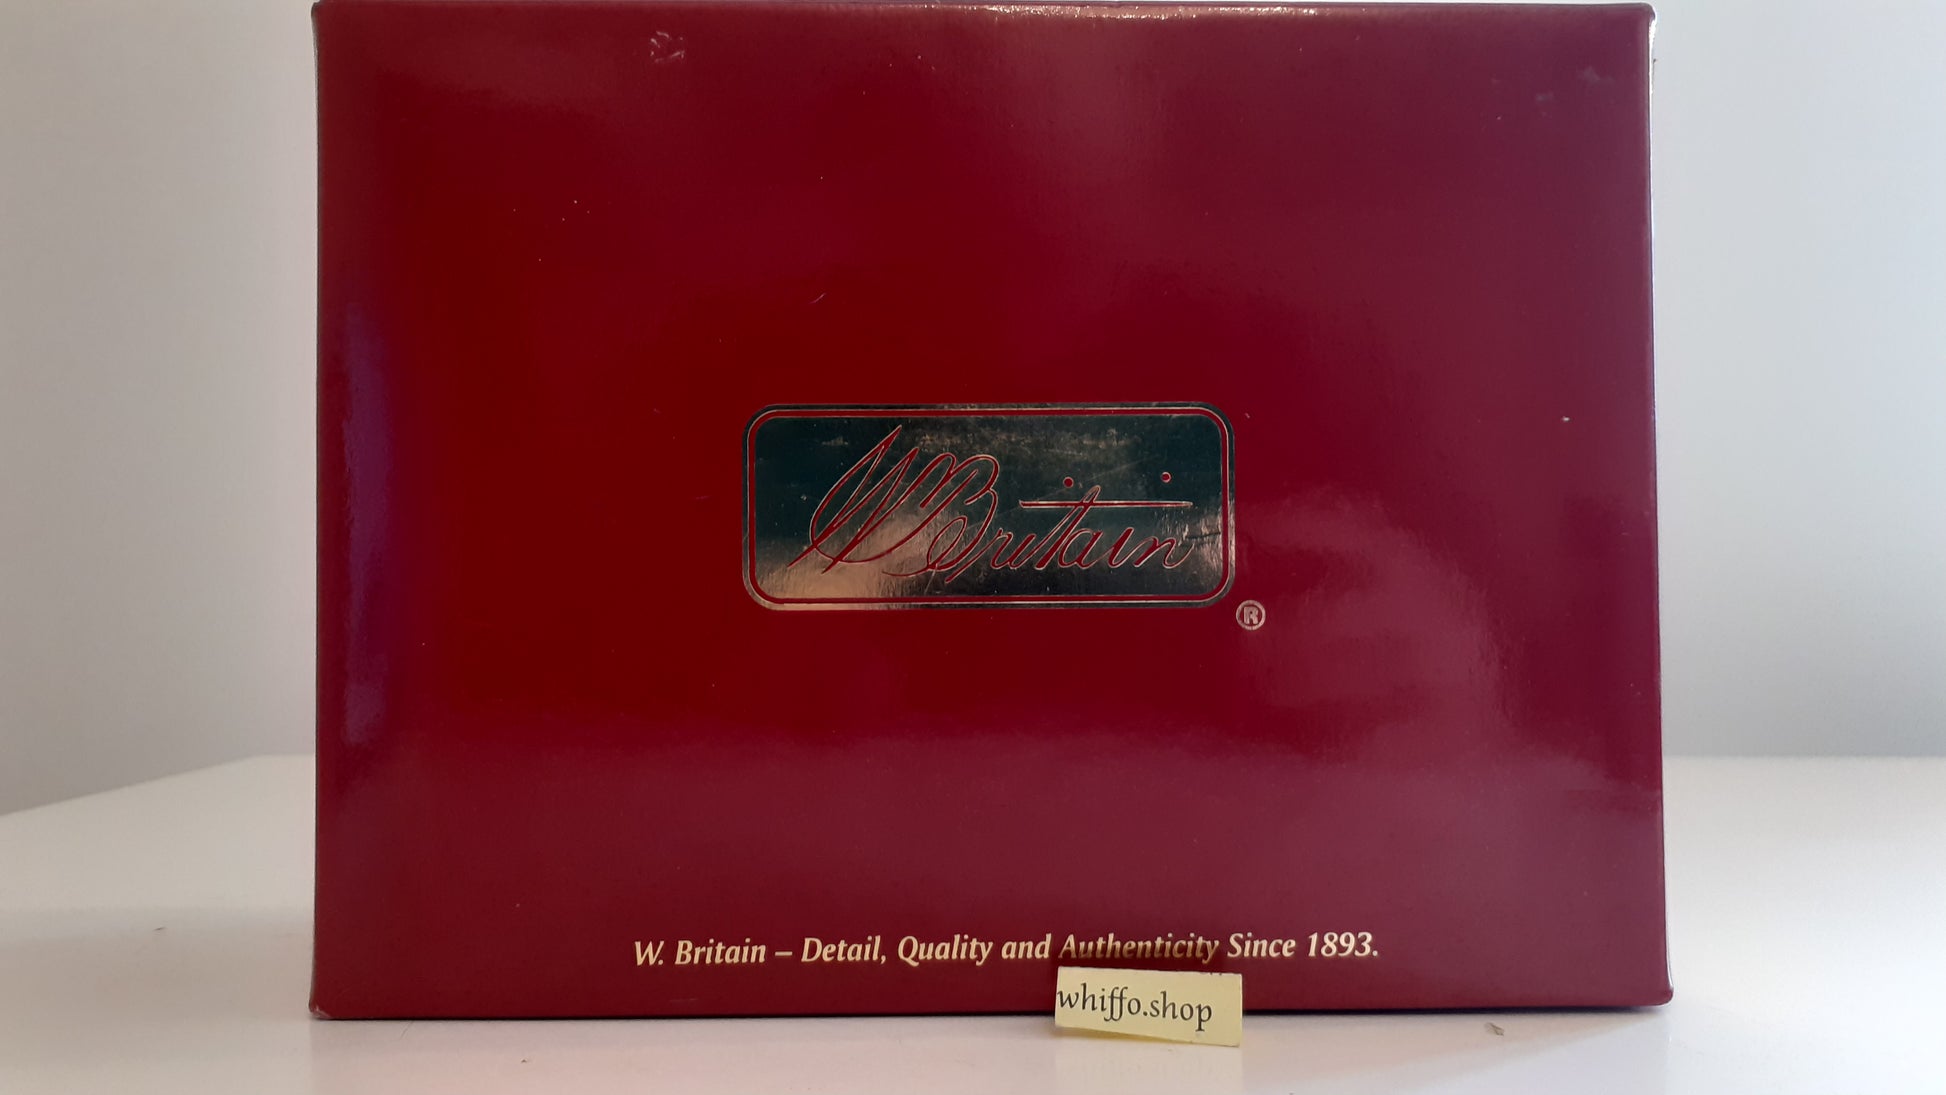 W Britain
®
W. Britain – Detail, Quality and Authenticity Since 1893.
whiffo.shop